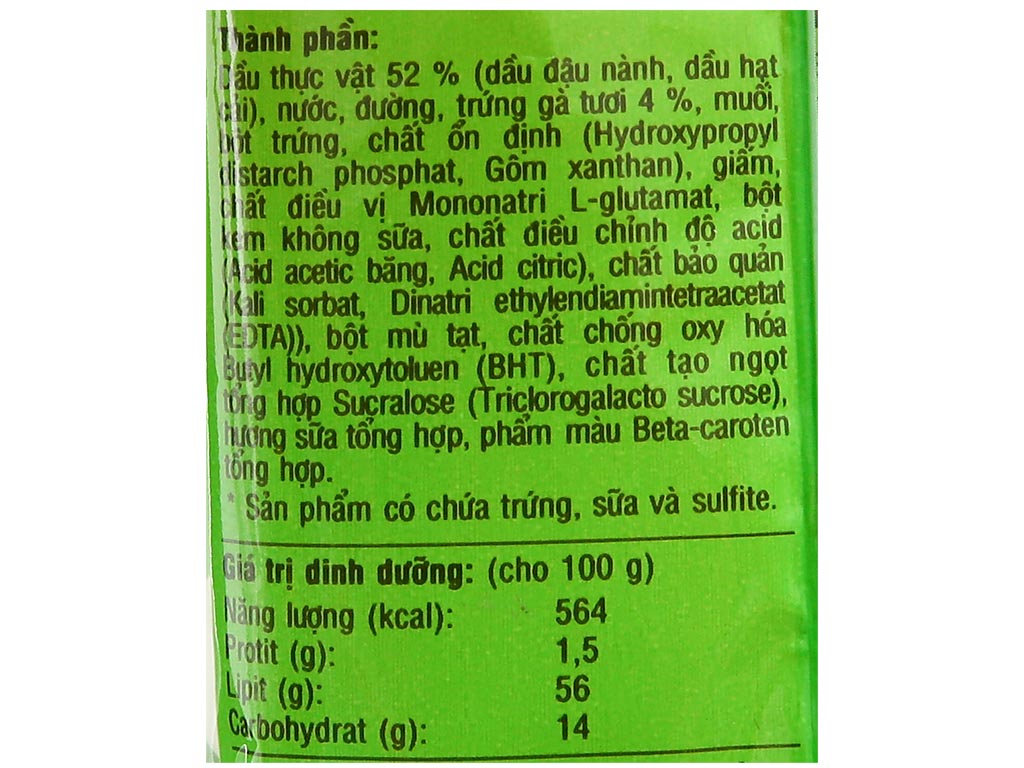 Thành phần:
Dầu thực vật 52 % (dầu đậu nành, dầu hạt
cải), nước, đường, trứng gà tươi 4 %, muối,
bột trứng, chất ổn định (Hydroxypropyl
distarch phosphat, Gôm xanthan), giấm,
chất điều vị Mononatri L-glutamat, bột
kem không sữa, chất điều chỉnh độ acid
(Acid acetic băng, Acid citric), chất bảo quản
(Kali sorbat, Dinatri ethylendiamintetraacetat
(EDTA)), bột mù tạt, chất chống oxy hóa
Butyl hydroxytoluen (BHT), chất tạo ngọt
tổng hợp Sucralose (Triclorogalacto sucrose),
hương sữa tổng hợp, phẩm màu Beta-caroten
tổng hợp.
* Sản phẩm có chứa trứng, sữa và sulfite.
Giá trị dinh dưỡng: (cho 100 g)
Năng lượng (kcal): 564
Protit (g): 1,5
Lipit (g): 56
Carbohydrat (g): 14